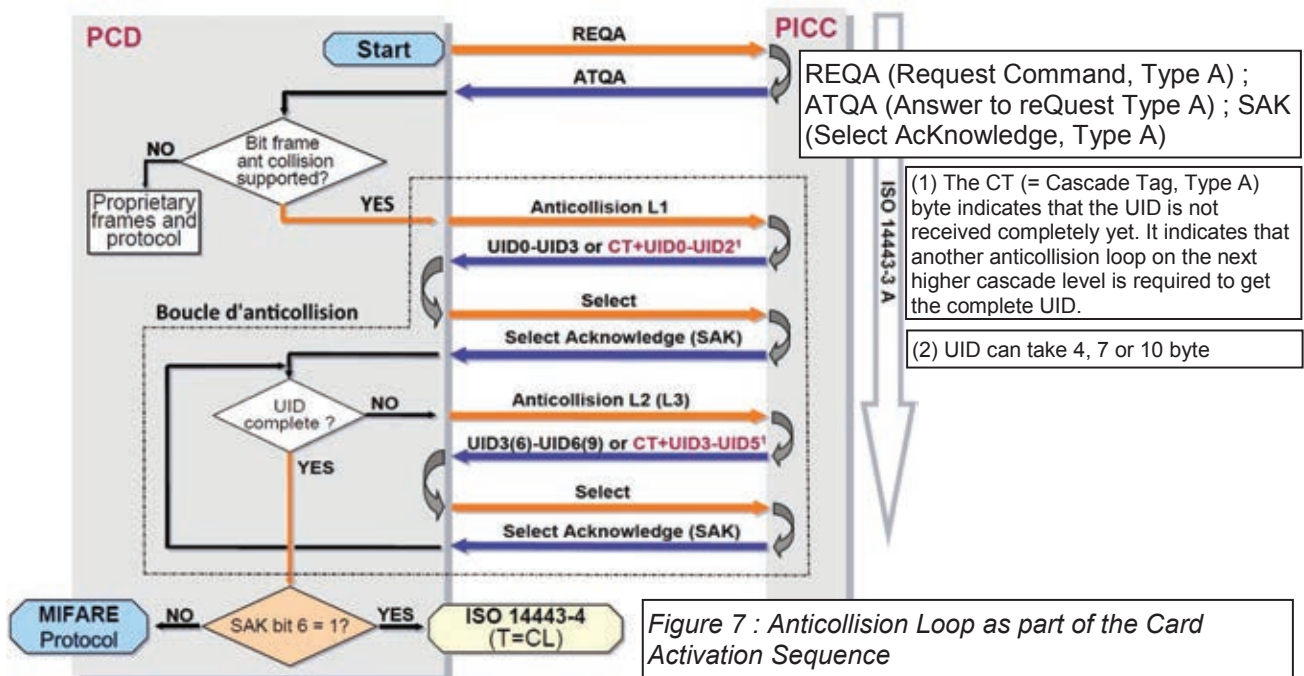 PCD
PICC
Start
REQA
ATQA
REQA (Request Command, Type A) ;
ATQA (Answer to reQuest Type A) ; SAK
(Select AcKnowledge, Type A)
Bit frame
ant collision
supported?
NO
YES
Proprietary
frames and
protocol
ISO 14443-3 A
(1) The CT (= Cascade Tag, Type A)
byte indicates that the UID is not
received completely yet. It indicates that
another anticollision loop on the next
higher cascade level is required to get
the complete UID.
(2) UID can take 4, 7 or 10 byte
Anticollision L1
UID0-UID3 or CT+UID0-UID2¹
Boucle d'anticollision
Select
Select Acknowledge (SAK)
UID
complete ?
NO
YES
Anticollision L2 (L3)
UID3(6)-UID6(9) or CT+UID3-UID5¹
Select
Select Acknowledge (SAK)
MIFARE
Protocol
NO
SAK bit 6 = 1?
YES
ISO 14443-4
(T=CL)
Figure 7 : Anticollision Loop as part of the Card
Activation Sequence